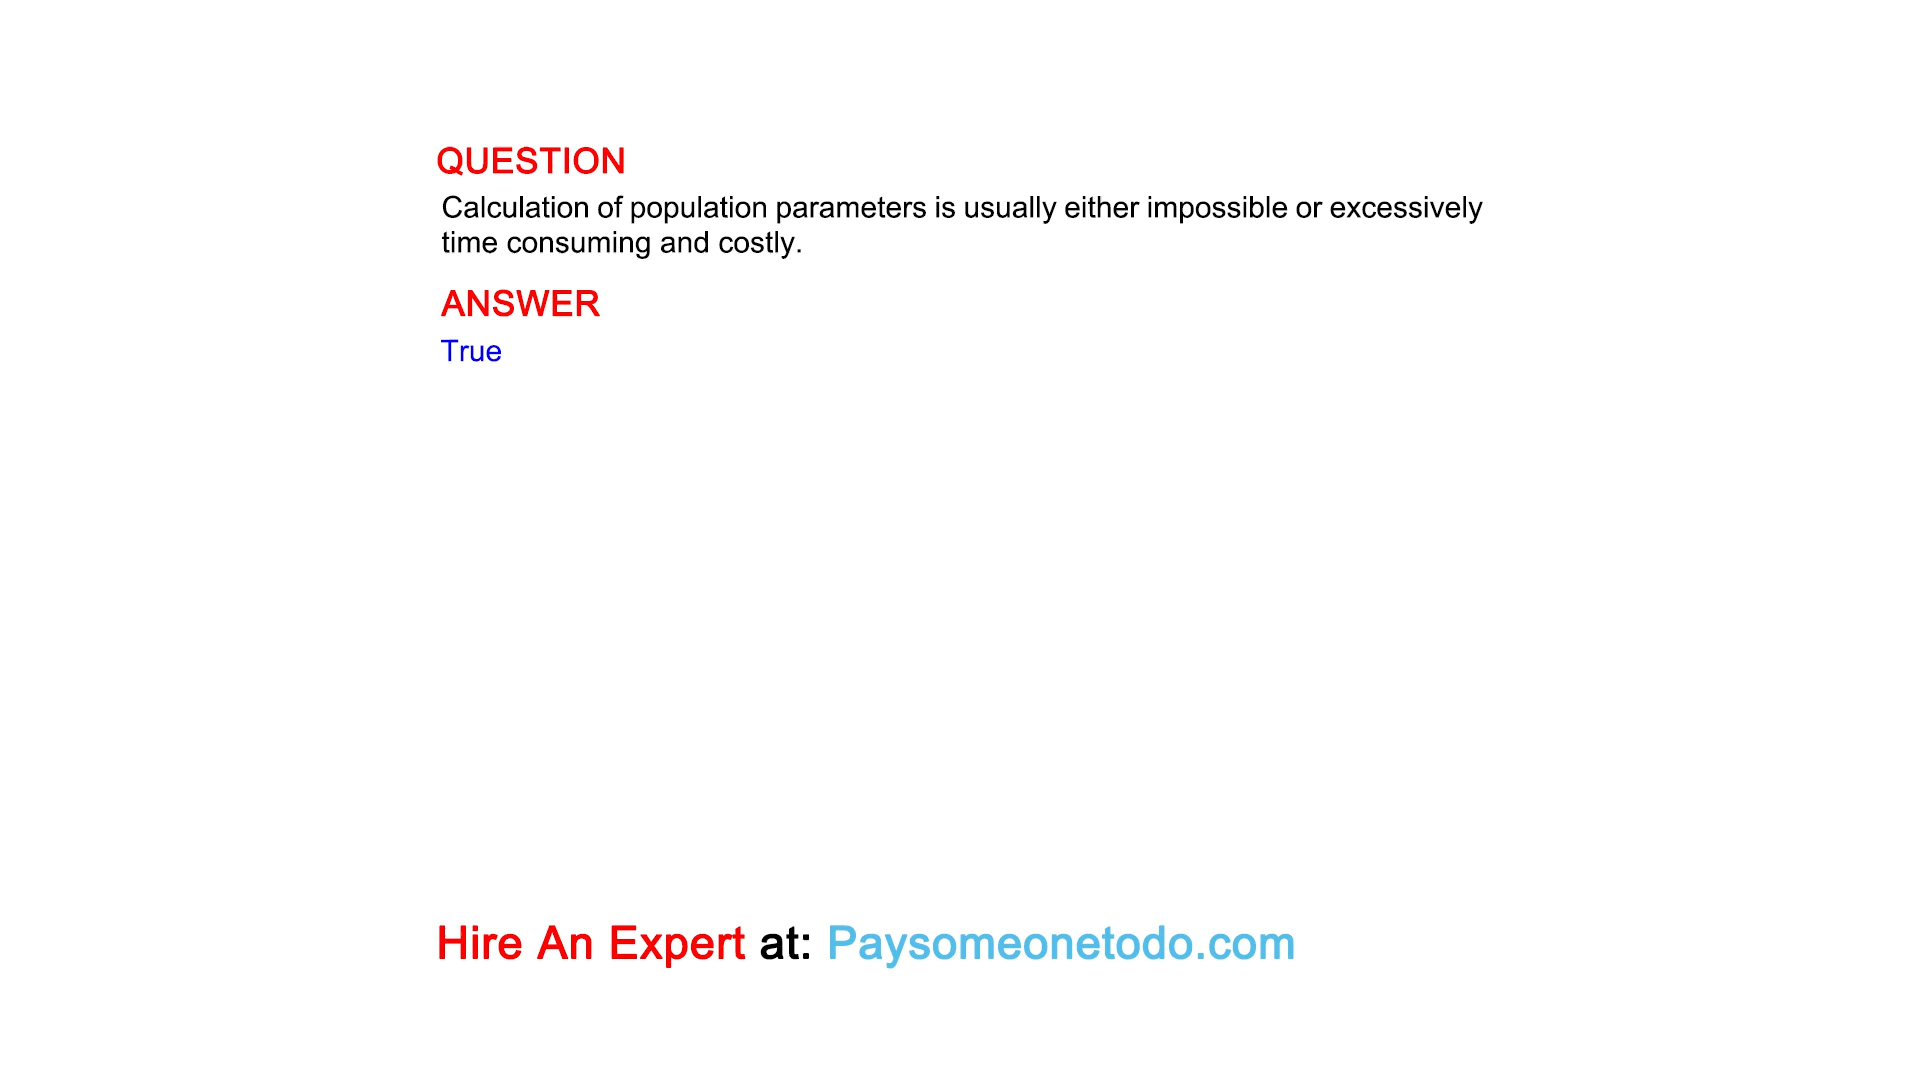 QUESTION
Calculation of population parameters is usually either impossible or excessively
time consuming and costly.
ANSWER
True
Hire An Expert at: Paysomeonetodo.com